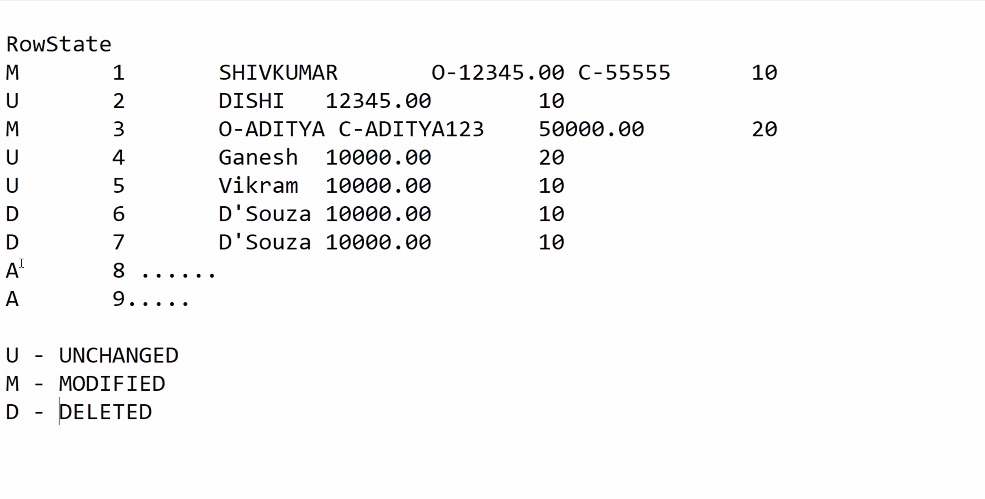 RowState
M 1 SHIVKUMAR O-12345.00 C-55555 10
U 2 DISHI 12345.00 10
M 3 O-ADITYA C-ADITYA123 50000.00 20
U 4 Ganesh 10000.00 20
U 5 Vikram 10000.00 10
D 6 D'Souza 10000.00 10
D 7 D'Souza 10000.00 10
A 8 ......
A 9.....
U - UNCHANGED
M - MODIFIED
D - DELETED